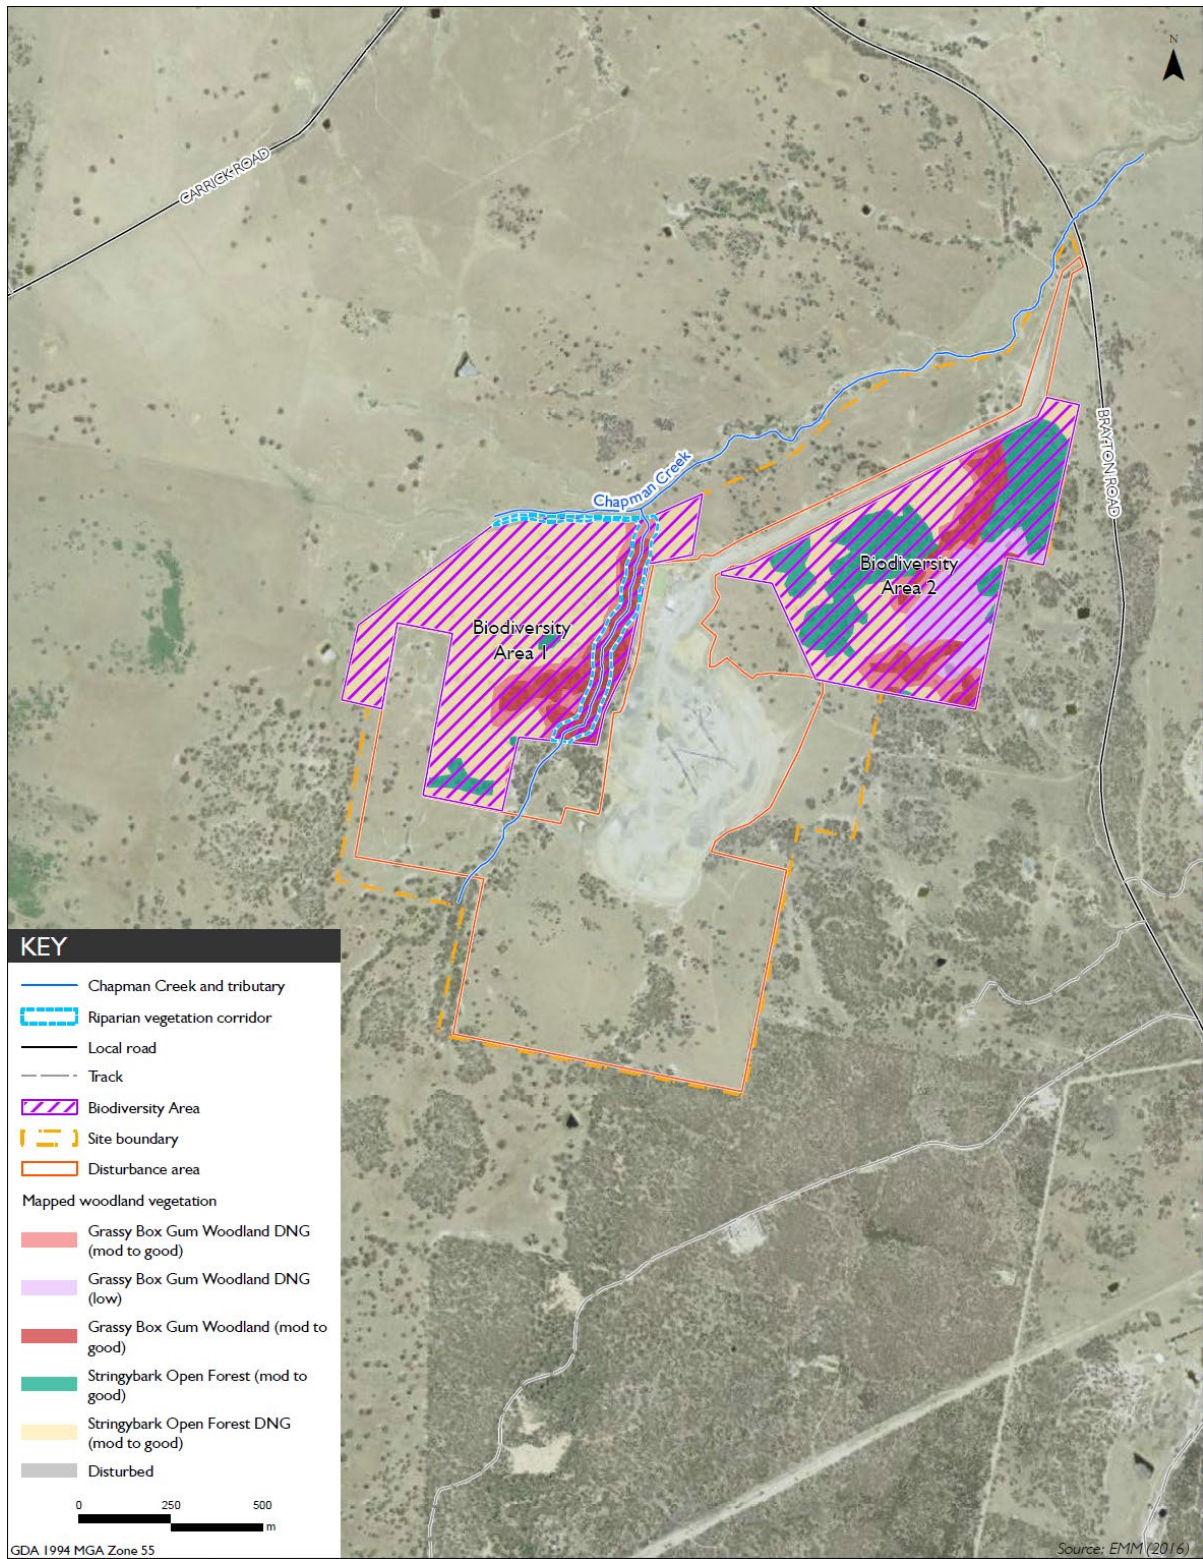 N
CARRICK ROAD
BRAYTON ROAD
Chapman Creek
Biodiversity
Area 2
Biodiversity
Area 1
KEY
Chapman Creek and tributary
Riparian vegetation corridor
Local road
Track
Biodiversity Area
Site boundary
Disturbance area
Mapped woodland vegetation
Grassy Box Gum Woodland DNG
(mod to good)
Grassy Box Gum Woodland DNG
(low)
Grassy Box Gum Woodland (mod to
good)
Stringybark Open Forest (mod to
good)
Stringybark Open Forest DNG
(mod to good)
Disturbed
0 250 500
m
GDA 1994 MGA Zone 55
Source: EMM (2016)